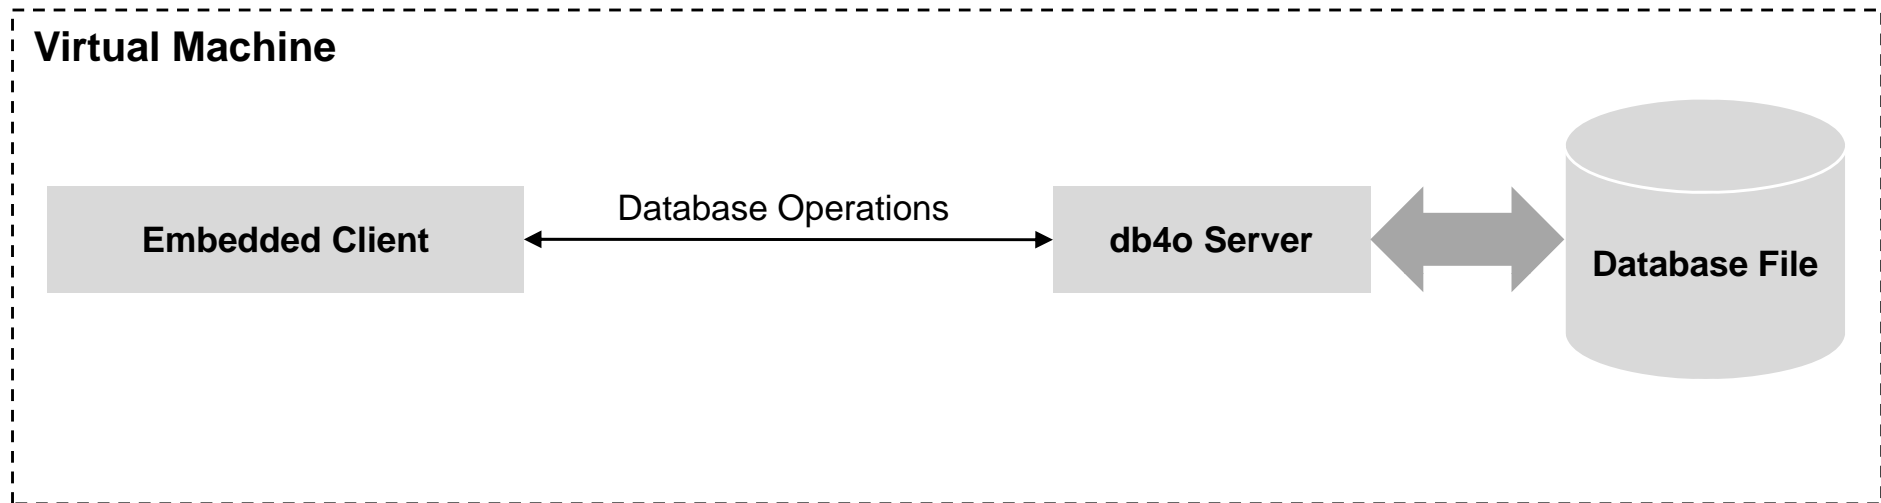 Virtual Machine
Embedded Client
Database Operations
db4o Server
Database File